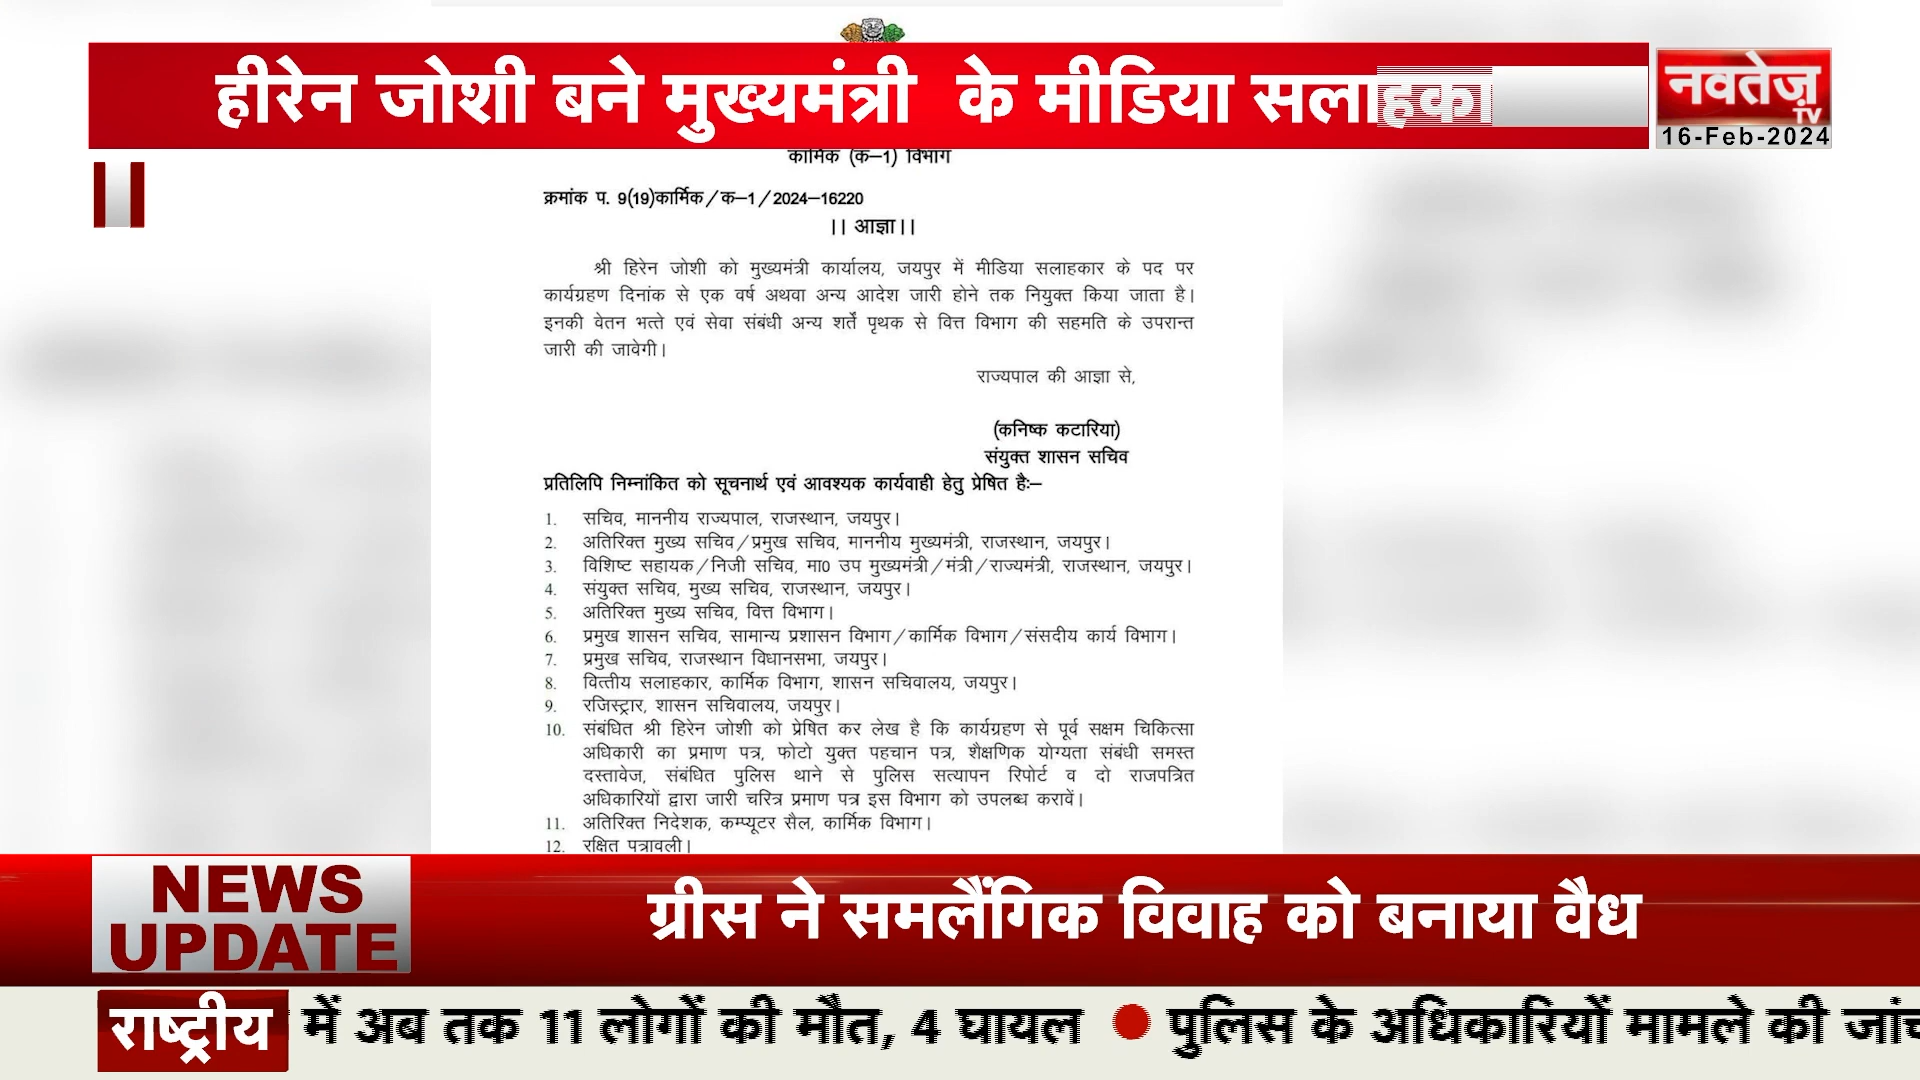 हीरेन जोशी बने मुख्यमंत्री के मीडिया सलाहका
नवतेज़
TV
16-Feb-2024
कार्मिक (क–1) विभाग
क्रमांक प. 9(19)कार्मिक/क–1/2024–16220
।। आज्ञा।।
श्री हिरेन जोशी को मुख्यमंत्री कार्यालय, जयपुर में मीडिया सलाहकार के पद पर
कार्यग्रहण दिनांक से एक वर्ष अथवा अन्य आदेश जारी होने तक नियुक्त किया जाता है।
इनकी वेतन भत्ते एवं सेवा संबंधी अन्य शर्तें पृथक से वित्त विभाग की सहमति के उपरान्त
जारी की जावेगी।
राज्यपाल की आज्ञा से,
(कनिष्क कटारिया)
संयुक्त शासन सचिव
प्रतिलिपि निम्नांकित को सूचनार्थ एवं आवश्यक कार्यवाही हेतु प्रेषित हैः–
1. सचिव, माननीय राज्यपाल, राजस्थान, जयपुर।
2. अतिरिक्त मुख्य सचिव/प्रमुख सचिव, माननीय मुख्यमंत्री, राजस्थान, जयपुर।
3. विशिष्ट सहायक/निजी सचिव, मा0 उप मुख्यमंत्री/मंत्री/राज्यमंत्री, राजस्थान, जयपुर।
4. संयुक्त सचिव, मुख्य सचिव, राजस्थान, जयपुर।
5. अतिरिक्त मुख्य सचिव, वित्त विभाग।
6. प्रमुख शासन सचिव, सामान्य प्रशासन विभाग/कार्मिक विभाग/संसदीय कार्य विभाग।
7. प्रमुख सचिव, राजस्थान विधानसभा, जयपुर।
8. वित्तीय सलाहकार, कार्मिक विभाग, शासन सचिवालय, जयपुर।
9. रजिस्ट्रार, शासन सचिवालय, जयपुर।
10. संबंधित श्री हिरेन जोशी को प्रेषित कर लेख है कि कार्यग्रहण से पूर्व सक्षम चिकित्सा
अधिकारी का प्रमाण पत्र, फोटो युक्त पहचान पत्र, शैक्षणिक योग्यता संबंधी समस्त
दस्तावेज, संबंधित पुलिस थाने से पुलिस सत्यापन रिपोर्ट व दो राजपत्रित
अधिकारियों द्वारा जारी चरित्र प्रमाण पत्र इस विभाग को उपलब्ध करावें।
11. अतिरिक्त निदेशक, कम्प्यूटर सैल, कार्मिक विभाग।
12. रक्षित पत्रावली।
NEWS
UPDATE
ग्रीस ने समलैंगिक विवाह को बनाया वैध
राष्ट्रीय
में अब तक 11 लोगों की मौत, 4 घायल
पुलिस के अधिकारियों मामले की जांच